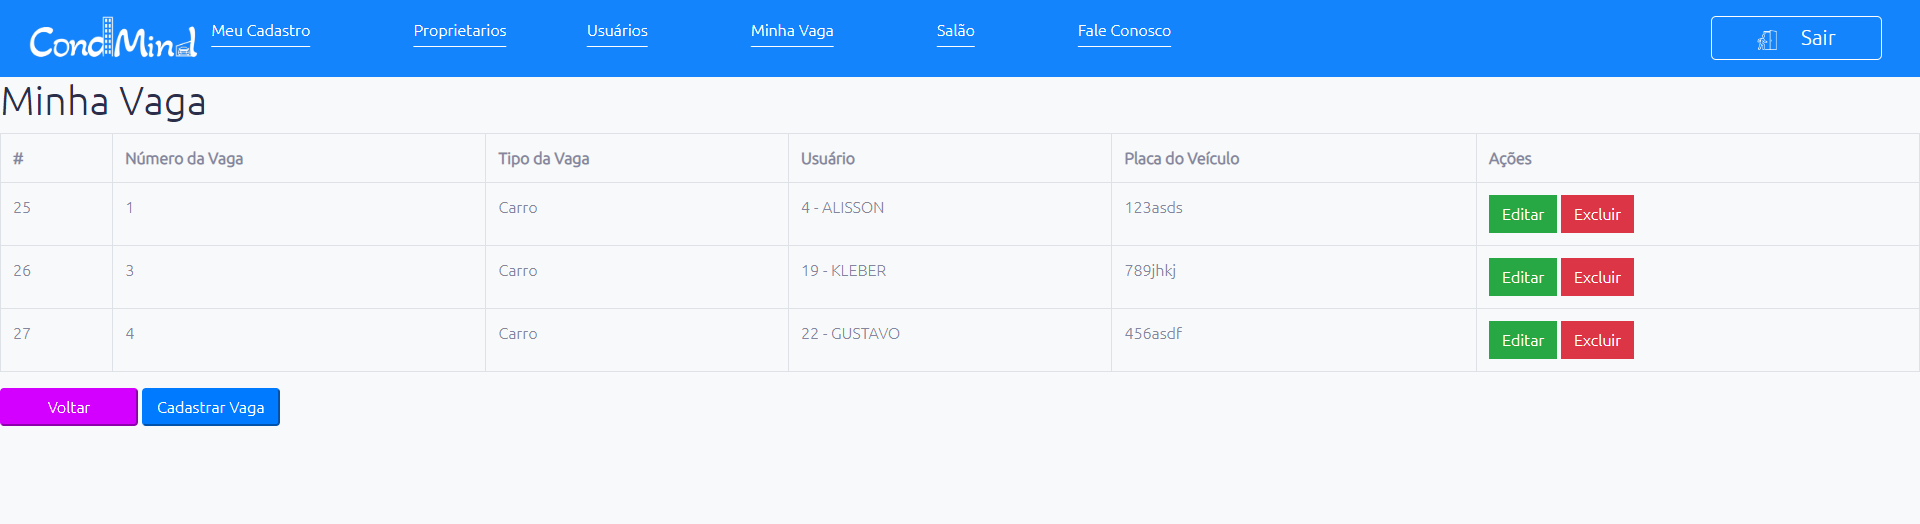 CondMind Meu Cadastro Proprietarios Usuários Minha Vaga Salão Fale Conosco Sair
Minha Vaga
# Número da Vaga Tipo da Vaga Usuário Placa do Veículo Ações
25 1 Carro 4 - ALISSON 123asds Editar Excluir
26 3 Carro 19 - KLEBER 789jhkj Editar Excluir
27 4 Carro 22 - GUSTAVO 456asdf Editar Excluir
Voltar Cadastrar Vaga